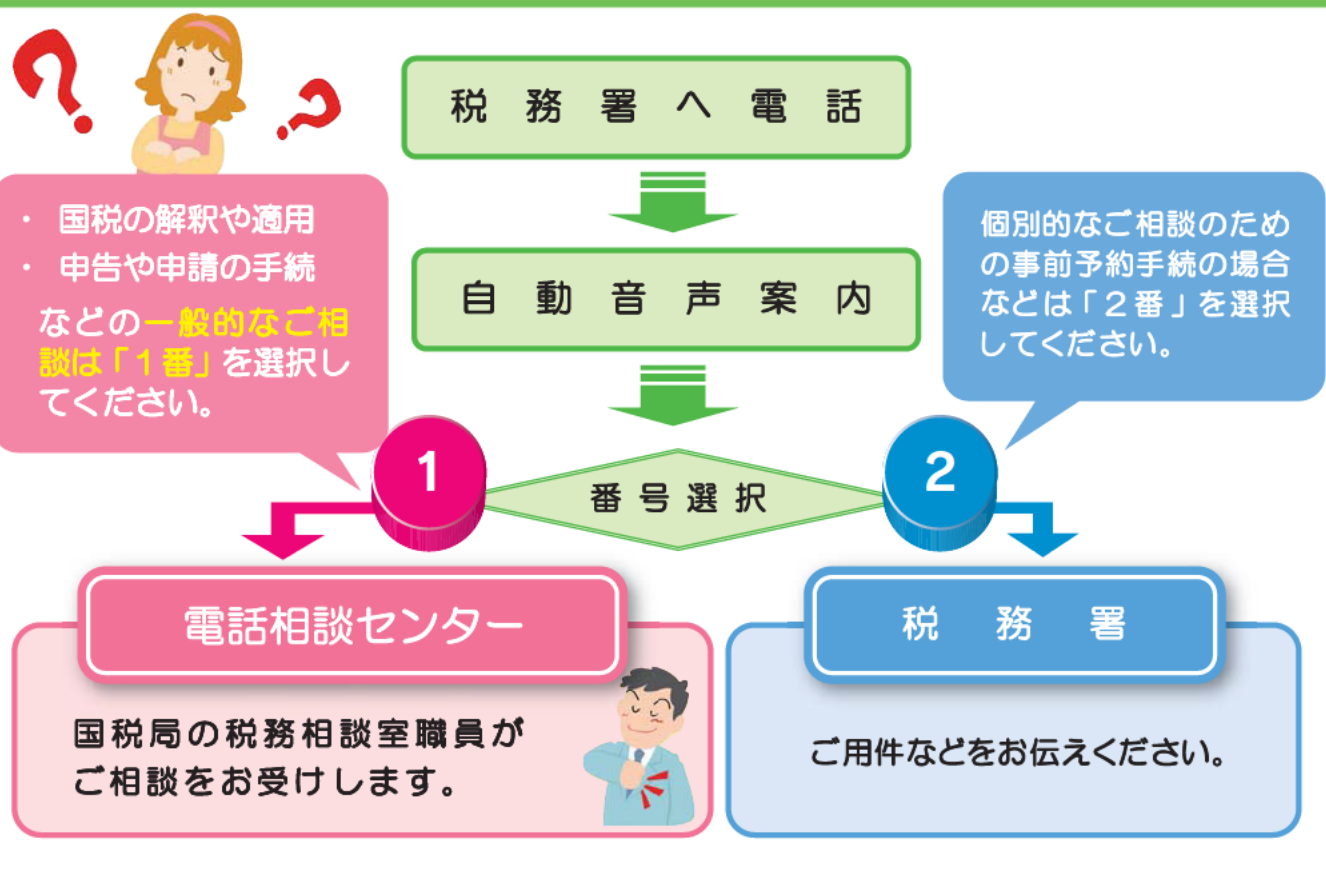 税務署へ電話
・ 国税の解釈や適用
・ 申告や申請の手続
などの一般的なご相
談は「1番」を選択し
てください。
自動音声案内
個別的なご相談のため
の事前予約手続の場合
などは「2番」を選択
してください。
1
番号選択
2
電話相談センター
国税局の税務相談室職員が
ご相談をお受けします。
税務署
ご用件などをお伝えください。